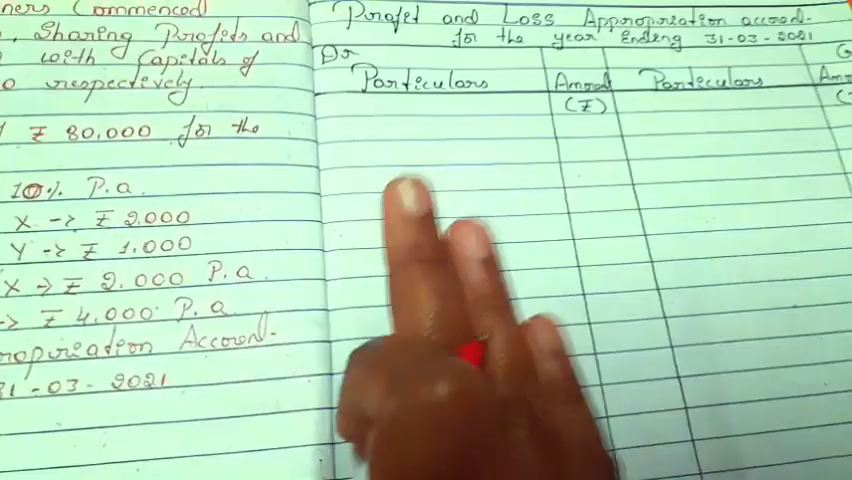 ners Commenced
Sharing Profits and
with Capitals of
0 respectively
₹ 80,000 for the
10% P.a.
X -> ₹ 2.000
Y -> ₹ 1.000
X -> ₹ 2.000 P.a
-> ₹ 4,000 P.a
ropriation Account.
31-03-2021
Profit and Loss Appropriation account.
for the year Ending 31-03-2021
Dr
Particulars Amount Particulars Am
(₹)